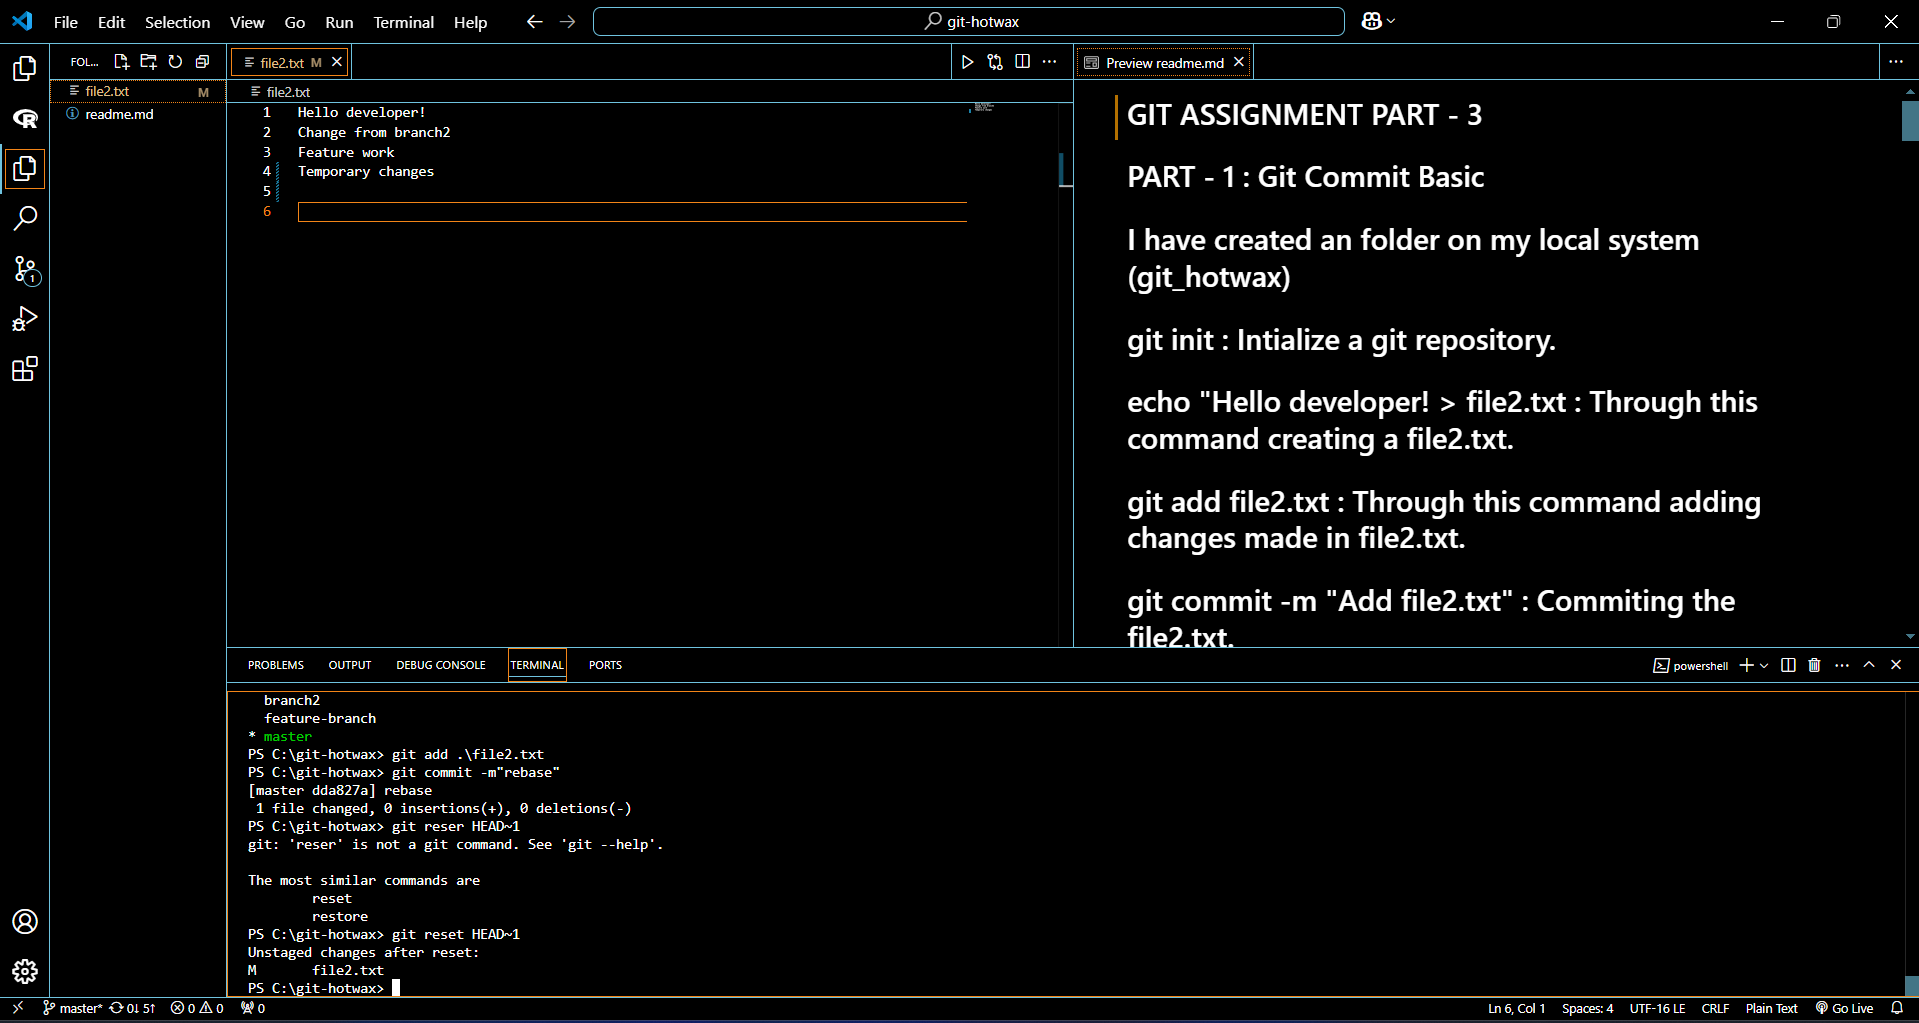 File Edit Selection View Go Run Terminal Help
git-hotwax
FOL...
file2.txt M
readme.md
1
file2.txt M
file2.txt
1 Hello developer!
2 Change from branch2
3 Feature work
4 Temporary changes
5
6
Preview readme.md
GIT ASSIGNMENT PART - 3
PART - 1 : Git Commit Basic
I have created an folder on my local system
(git_hotwax)
git init : Intialize a git repository.
echo "Hello developer! > file2.txt : Through this
command creating a file2.txt.
git add file2.txt : Through this command adding
changes made in file2.txt.
git commit -m "Add file2.txt" : Commiting the
file2.txt.
PROBLEMS OUTPUT DEBUG CONSOLE TERMINAL PORTS
powershell
branch2
feature-branch
* master
PS C:\git-hotwax> git add .\file2.txt
PS C:\git-hotwax> git commit -m"rebase"
[master dda827a] rebase
1 file changed, 0 insertions(+), 0 deletions(-)
PS C:\git-hotwax> git reser HEAD~1
git: 'reser' is not a git command. See 'git --help'.
The most similar commands are
reset
restore
PS C:\git-hotwax> git reset HEAD~1
Unstaged changes after reset:
M file2.txt
PS C:\git-hotwax>
master* 0↓ 5↑ 0 0 0
Ln 6, Col 1 Spaces: 4 UTF-16 LE CRLF Plain Text Go Live